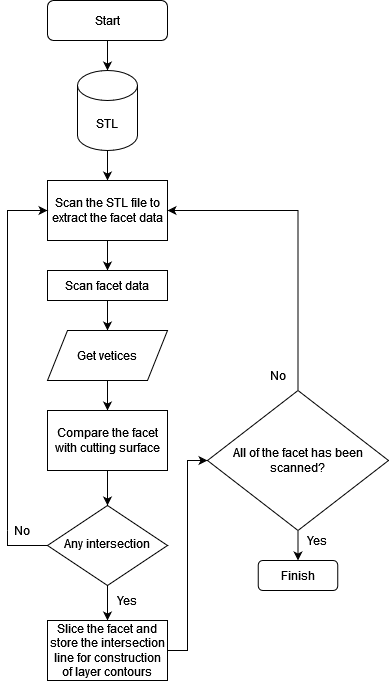 Start
STL
Scan the STL file to
extract the facet data
Scan facet data
Get vetices
Compare the facet
with cutting surface
Any intersection
No
Yes
Slice the facet and
store the intersection
line for construction
of layer contours
All of the facet has been
scanned?
No
Yes
Finish